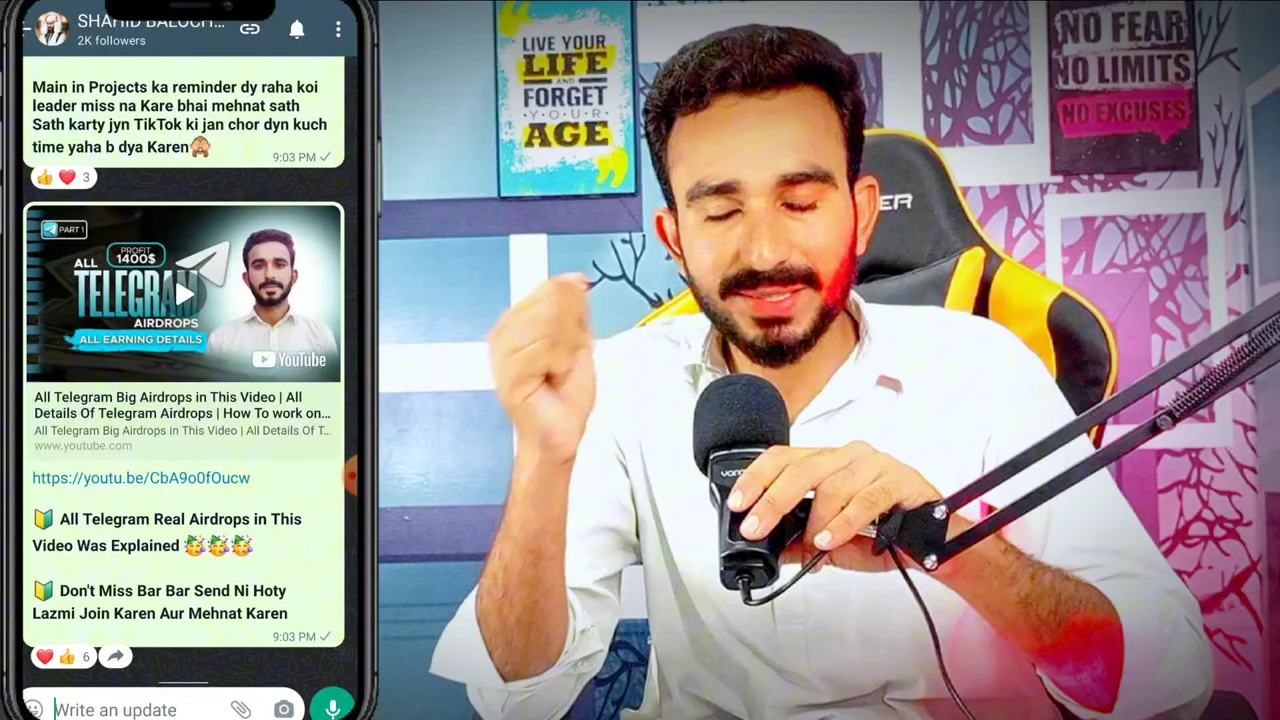 SHAHID BALOCH...
2K followers
Main in Projects ka reminder dy raha koi
leader miss na Kare bhai mehnat sath
Sath karty jyn TikTok ki jan chor dyn kuch
time yaha b dya Karen🙈
9:03 PM
👍❤️ 3
PART 1
PROFIT
1400$
ALL
TELEGRAM
AIRDROPS
ALL EARNING DETAILS
YouTube
All Telegram Big Airdrops in This Video | All
Details Of Telegram Airdrops | How To work on...
All Telegram Big Airdrops in This Video | All Details Of T...
www.youtube.com
https://youtu.be/CbA9o0fOucw
🔰 All Telegram Real Airdrops in This
Video Was Explained 🥳🥳🥳
🔰 Don't Miss Bar Bar Send Ni Hoty
Lazmi Join Karen Aur Mehnat Karen
9:03 PM
❤️👍 6
Write an update
LIVE YOUR
LIFE
AND
FORGET
YOUR
AGE
NO FEAR
NO LIMITS
NO EXCUSES